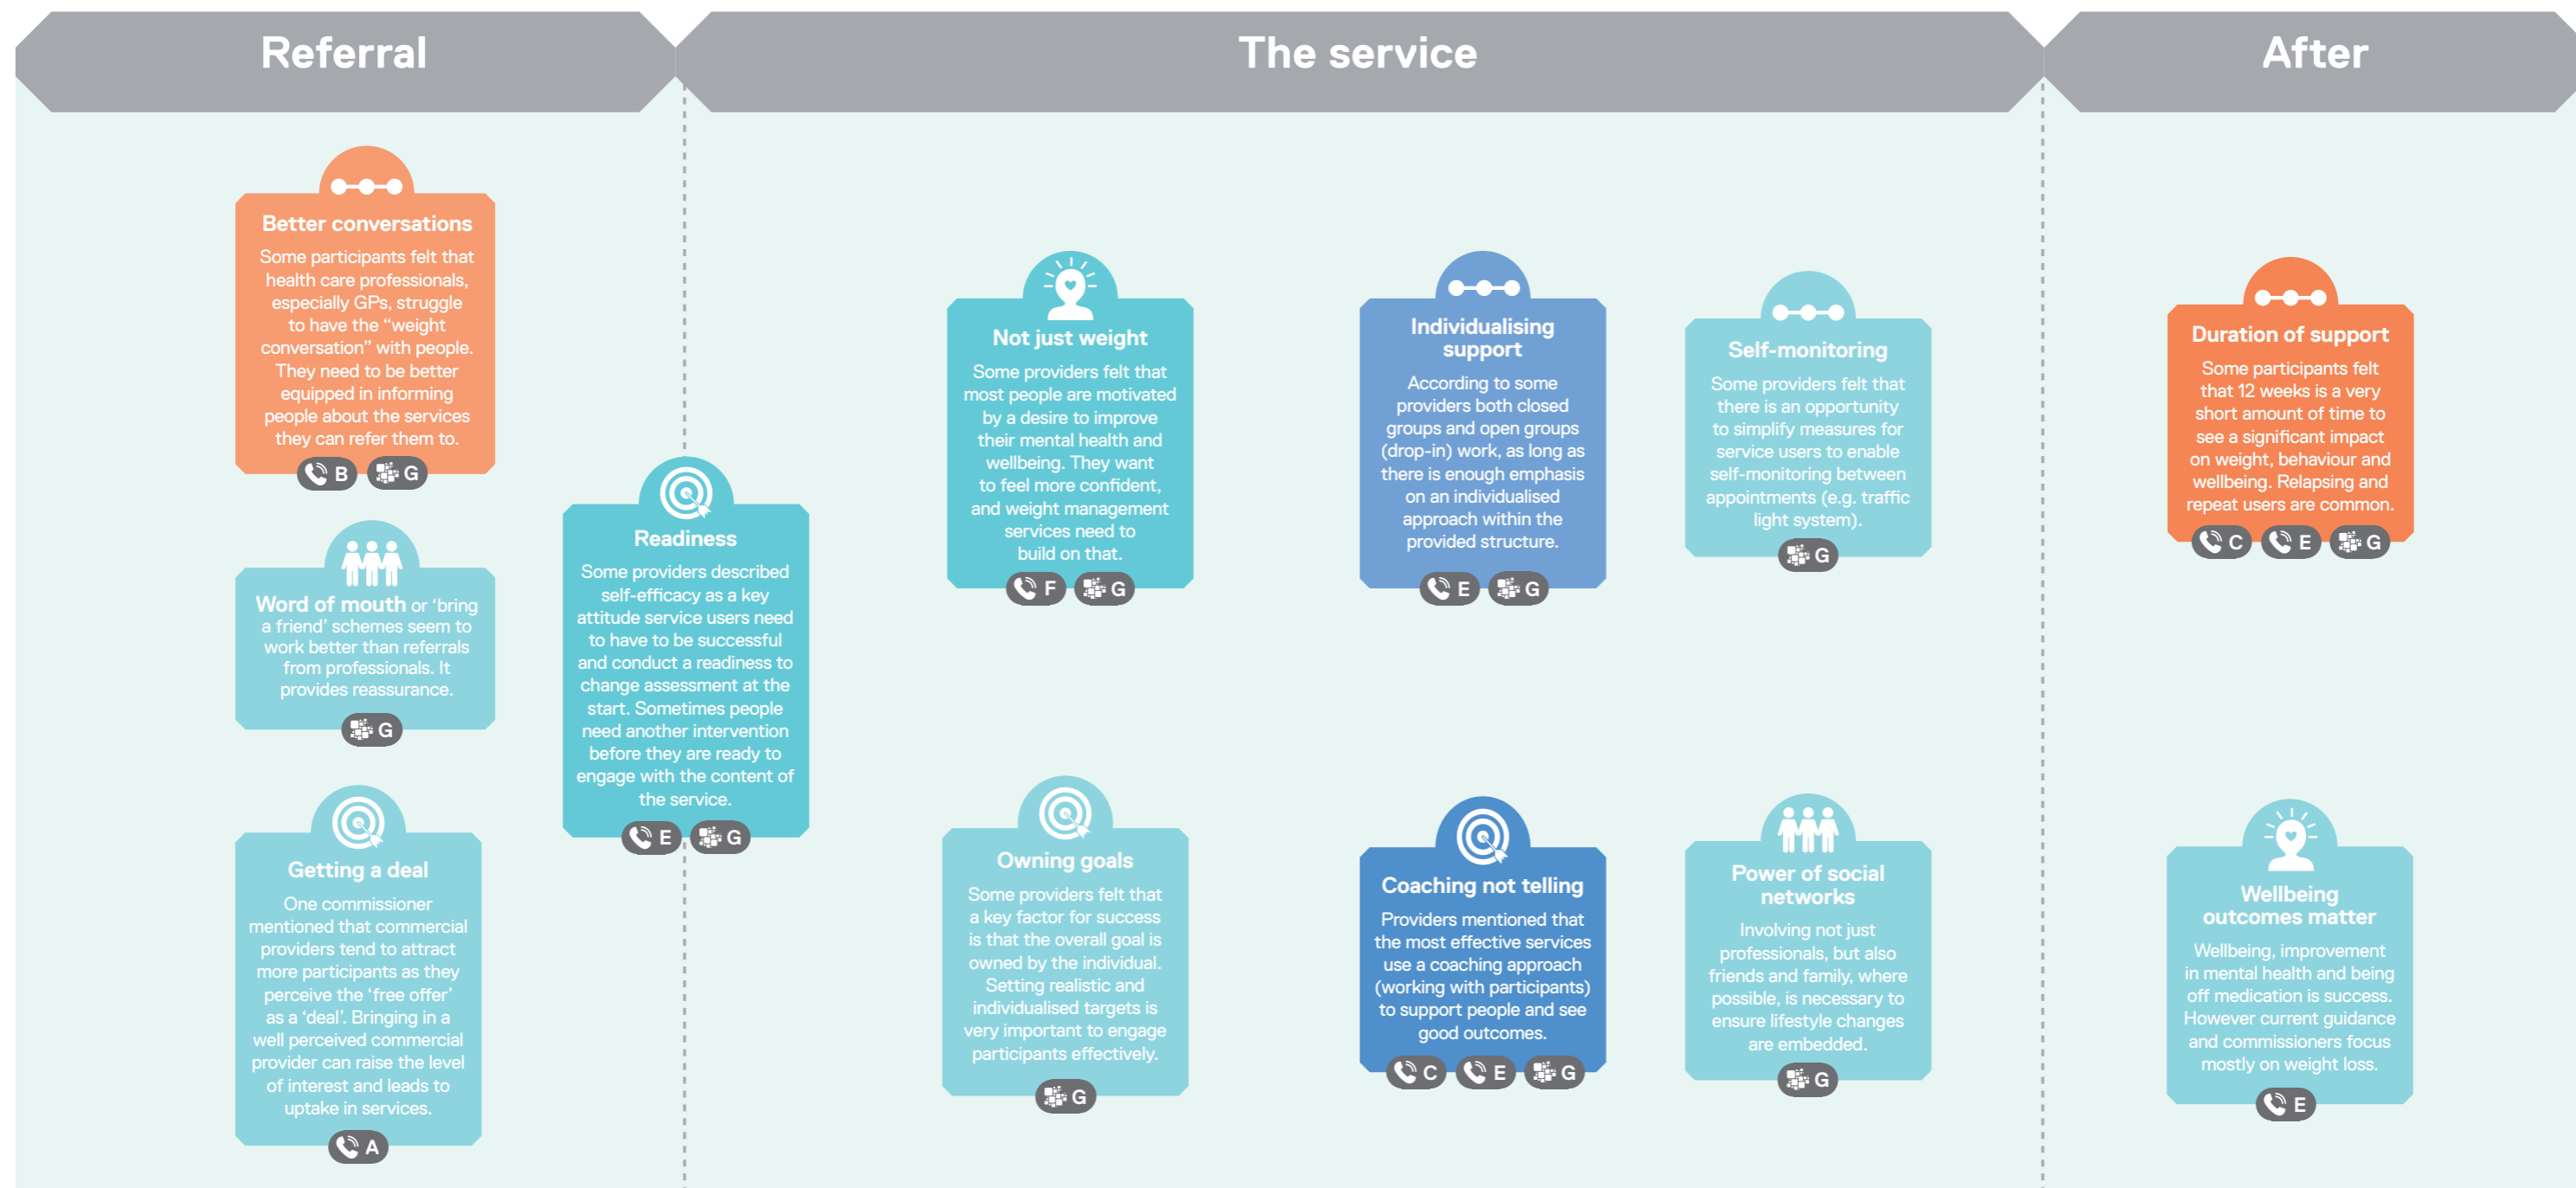 Referral
The service
After
Better conversations
Some participants felt that
health care professionals,
especially GPs, struggle
to have the “weight
conversation” with people.
They need to be better
equipped in informing
people about the services
they can refer them to.
B
G
Word of mouth or ‘bring
a friend’ schemes seem to
work better than referrals
from professionals. It
provides reassurance.
G
Getting a deal
One commissioner
mentioned that commercial
providers tend to attract
more participants as they
perceive the ‘free offer’
as a ‘deal’. Bringing in a
well perceived commercial
provider can raise the level
of interest and leads to
uptake in services.
A
Readiness
Some providers described
self-efficacy as a key
attitude service users need
to have to be successful
and conduct a readiness to
change assessment at the
start. Sometimes people
need another intervention
before they are ready to
engage with the content of
the service.
E
G
Not just weight
Some providers felt that
most people are motivated
by a desire to improve
their mental health and
wellbeing. They want
to feel more confident,
and weight management
services need to
build on that.
F
G
Owning goals
Some providers felt that
a key factor for success
is that the overall goal is
owned by the individual.
Setting realistic and
individualised targets is
very important to engage
participants effectively.
G
Individualising
support
According to some
providers both closed
groups and open groups
(drop-in) work, as long as
there is enough emphasis
on an individualised
approach within the
provided structure.
E
G
Coaching not telling
Providers mentioned that
the most effective services
use a coaching approach
(working with participants)
to support people and see
good outcomes.
C
E
G
Self-monitoring
Some providers felt that
there is an opportunity
to simplify measures for
service users to enable
self-monitoring between
appointments (e.g. traffic
light system).
G
Power of social
networks
Involving not just
professionals, but also
friends and family, where
possible, is necessary to
ensure lifestyle changes
are embedded.
G
Duration of support
Some participants felt
that 12 weeks is a very
short amount of time to
see a significant impact
on weight, behaviour and
wellbeing. Relapsing and
repeat users are common.
C
E
G
Wellbeing
outcomes matter
Wellbeing, improvement
in mental health and being
off medication is success.
However current guidance
and commissioners focus
mostly on weight loss.
E